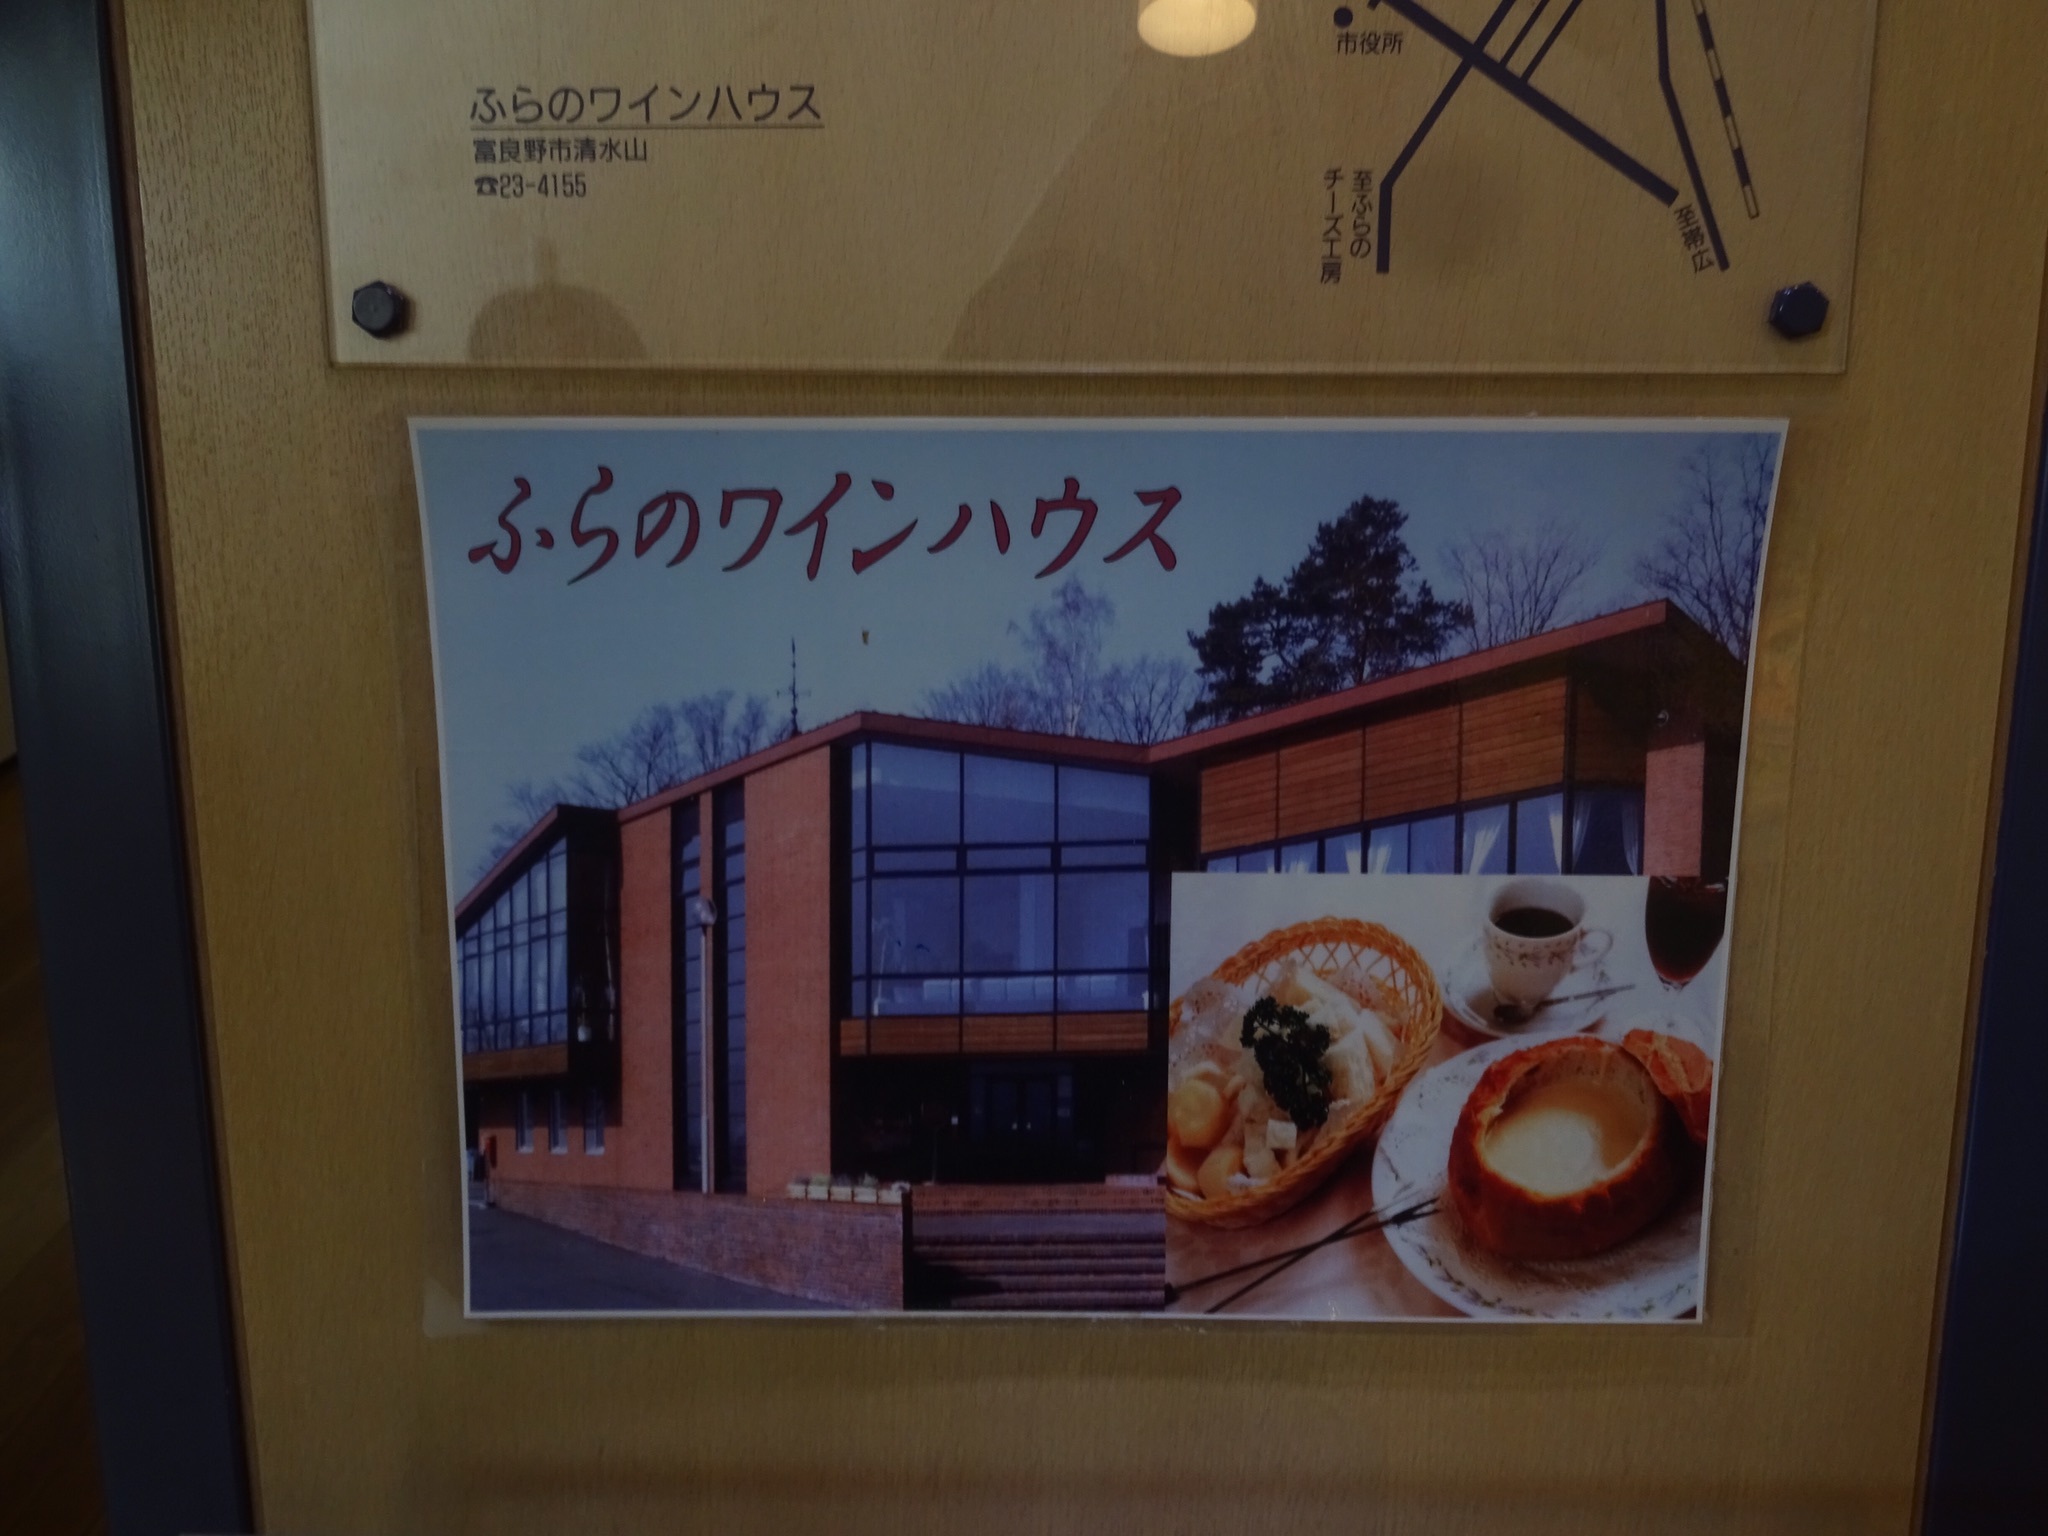 ふらのワインハウス
富良野市清水山
☎23-4155
市役所
至ふらの
チーズ工房
至帯広
ふらのワインハウス